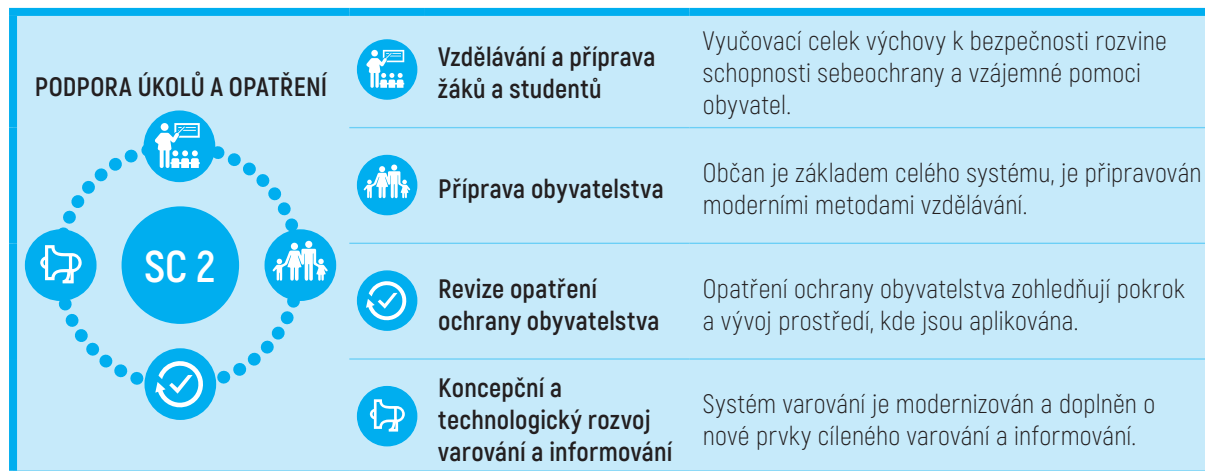 PODPORA ÚKOLŮ A OPATŘENÍ
SC 2
Vzdělávání a příprava
žáků a studentů
Vyučovací celek výchovy k bezpečnosti rozvine
schopnosti sebeochrany a vzájemné pomoci
obyvatel.
Příprava obyvatelstva
Občan je základem celého systému, je připravován
moderními metodami vzdělávání.
Revize opatření
ochrany obyvatelstva
Opatření ochrany obyvatelstva zohledňují pokrok
a vývoj prostředí, kde jsou aplikována.
Koncepční a
technologický rozvoj
varování a informování
Systém varování je modernizován a doplněn o
nové prvky cíleného varování a informování.